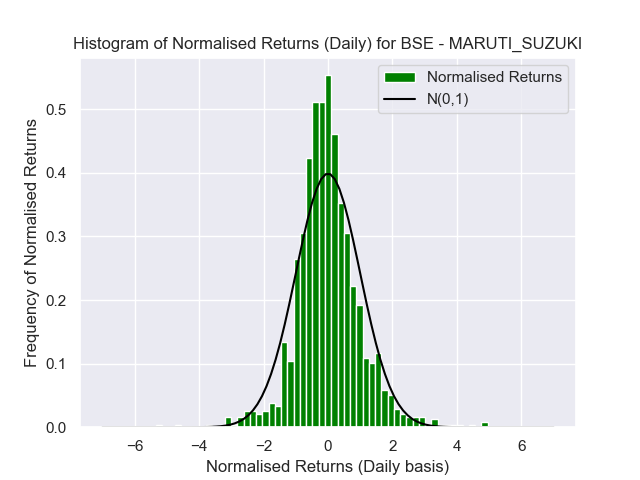 Histogram of Normalised Returns (Daily) for BSE - MARUTI_SUZUKI
Normalised Returns
N(0,1)
Frequency of Normalised Returns
0.5
0.4
0.3
0.2
0.1
0.0
−6 −4 −2 0 2 4 6
Normalised Returns (Daily basis)